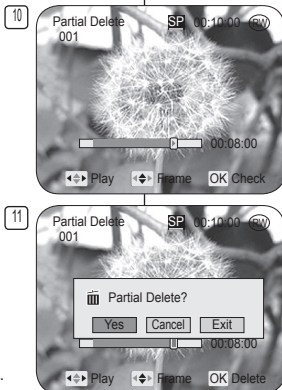 10
Partial Delete SP 00:10:00 RW
001
00:08:00
Play Frame OK Check
11
Partial Delete SP 00:10:00 RW
001
Partial Delete?
Yes Cancel Exit
00:08:00
Play Frame OK Delete
.